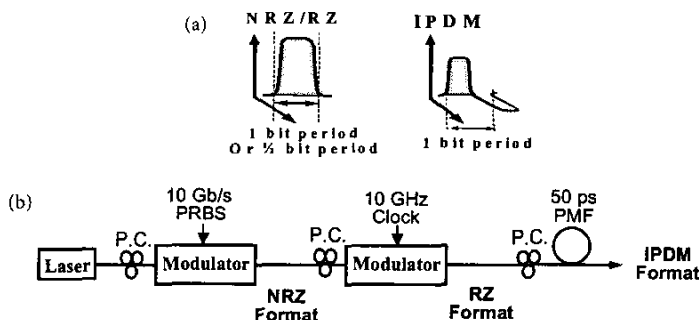 (a)
NRZ/RZ
IPDM
1 bit period
Or ½ bit period
1 bit period
(b)
10 Gb/s
PRBS
10 GHz
Clock
50 ps
PMF
P.C.
P.C.
P.C.
Laser
Modulator
Modulator
IPDM
Format
NRZ
Format
RZ
Format